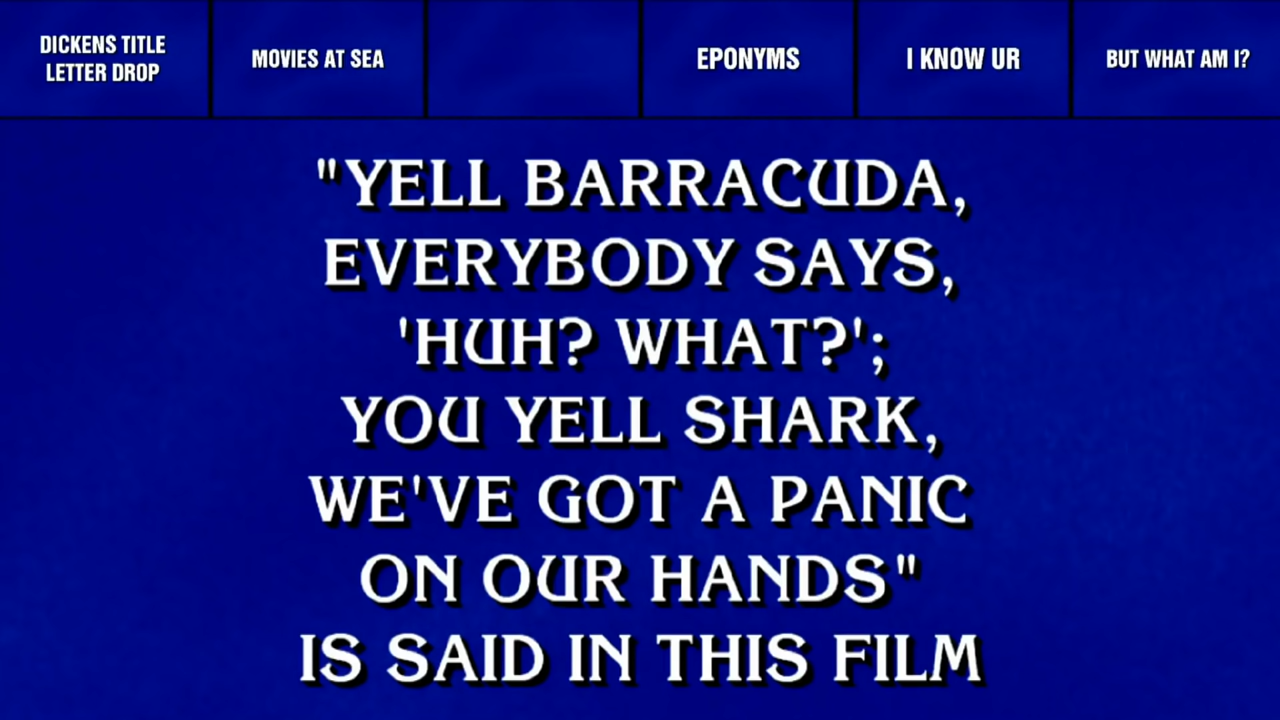 DICKENS TITLE
LETTER DROP
MOVIES AT SEA
EPONYMS
I KNOW UR
BUT WHAT AM I?
"YELL BARRACUDA,
EVERYBODY SAYS,
'HUH? WHAT?';
YOU YELL SHARK,
WE'VE GOT A PANIC
ON OUR HANDS"
IS SAID IN THIS FILM